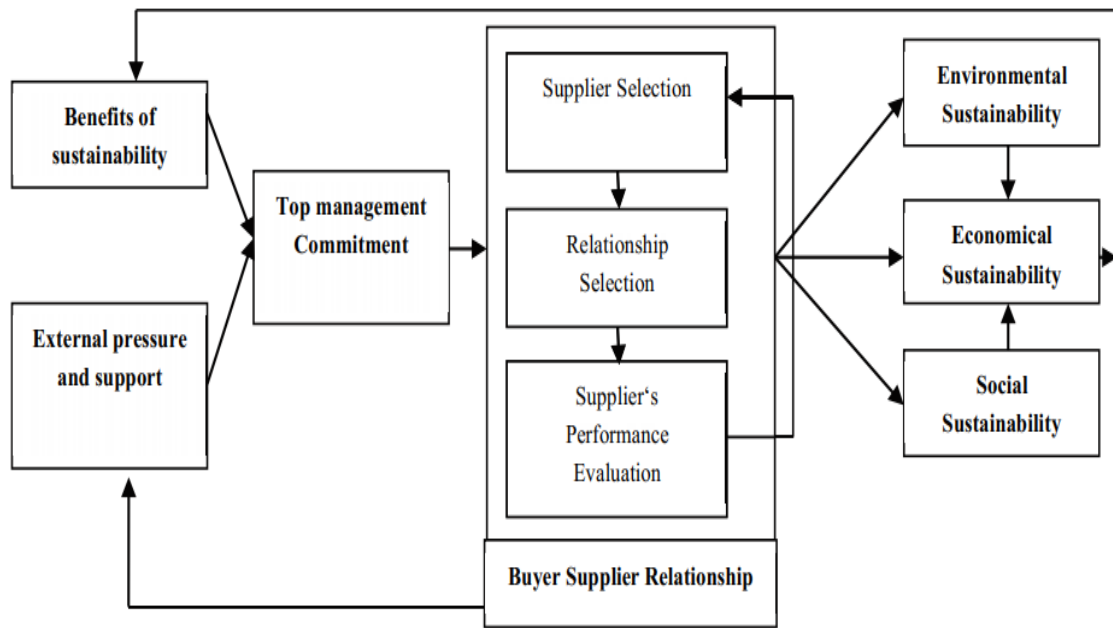 Benefits of
sustainability
External pressure
and support
Top management
Commitment
Supplier Selection
Relationship
Selection
Supplier‘s
Performance
Evaluation
Buyer Supplier Relationship
Environmental
Sustainability
Economical
Sustainability
Social
Sustainability